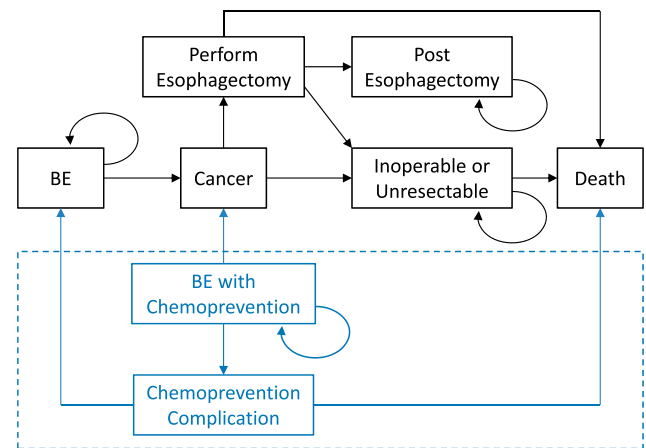 Perform
Esophagectomy
Post
Esophagectomy
BE
Cancer
Inoperable or
Unresectable
Death
BE with
Chemoprevention
Chemoprevention
Complication